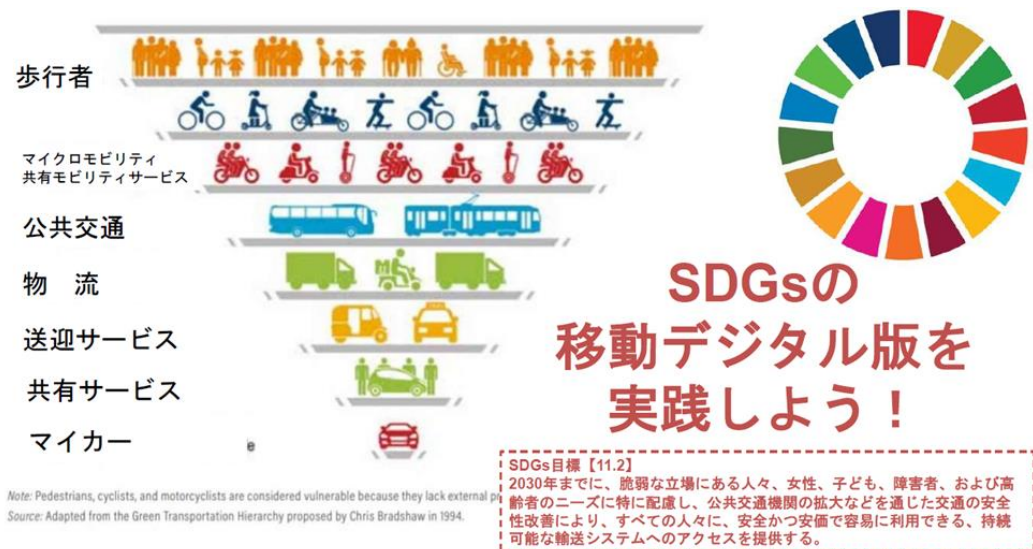 歩行者
マイクロモビリティ
共有モビリティサービス
公共交通
物　流
送迎サービス
共有サービス
マイカー
e
M
TAXI
Note: Pedestrians, cyclists, and motorcyclists are considered vulnerable because they lack external
Source: Adapted from the Green Transportation Hierarchy proposed by Chris Bradshaw in 1994.
SDGsの
移動デジタル版を
実践しよう！
SDGs目標【11.2】
2030年までに、脆弱な立場にある人々、女性、子ども、障害者、および高
齢者のニーズに特に配慮し、公共交通機関の拡大などを通じた交通の安全
性改善により、すべての人々に、安全かつ安価で容易に利用できる、持続
可能な輸送システムへのアクセスを提供する。